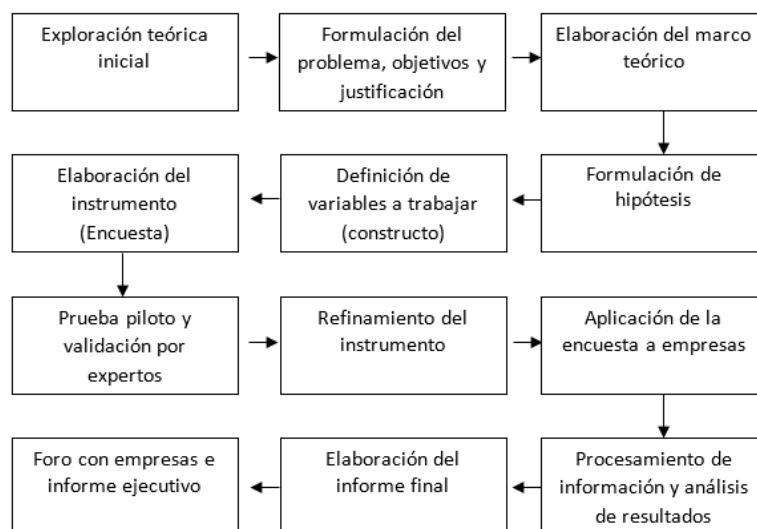 Exploración teórica
inicial
Formulación del
problema, objetivos y
justificación
Elaboración del marco
teórico
Formulación de
hipótesis
Definición de
variables a trabajar
(constructo)
Elaboración del
instrumento
(Encuesta)
Prueba piloto y
validación por
expertos
Refinamiento del
instrumento
Aplicación de la
encuesta a empresas
Procesamiento de
información y análisis
de resultados
Elaboración del
informe final
Foro con empresas e
informe ejecutivo